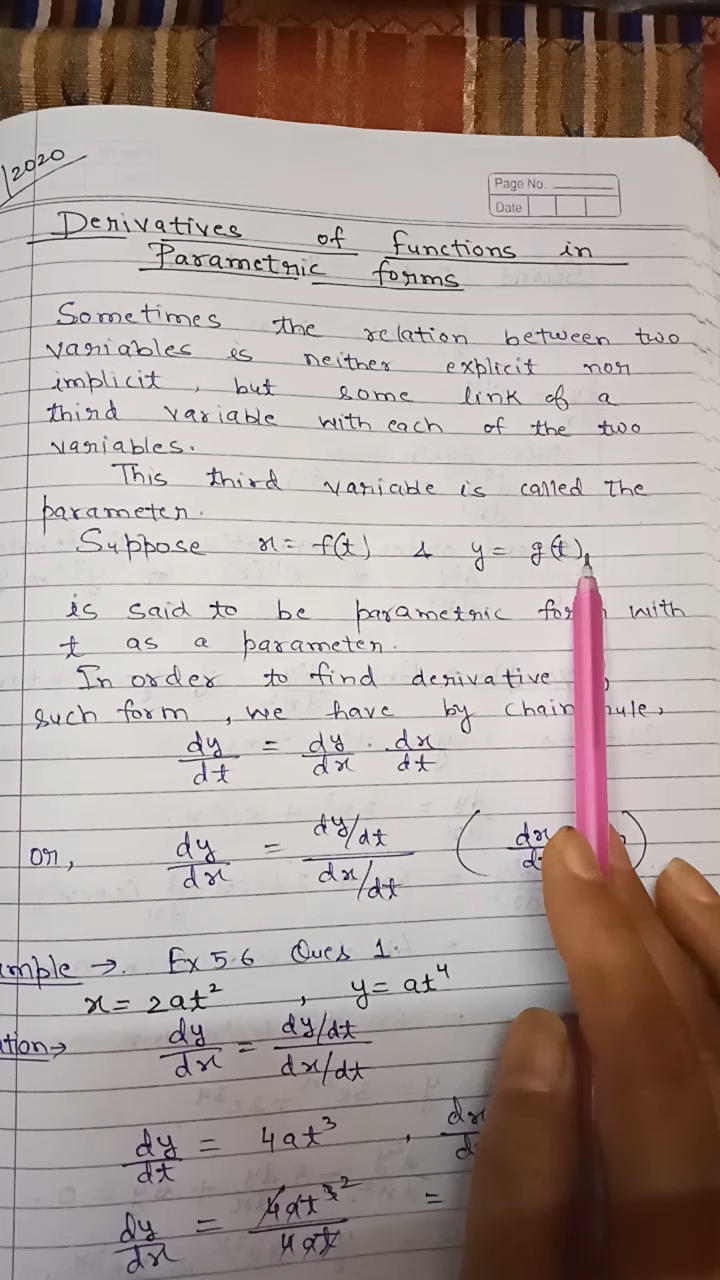 /2020
Page No.
Date
Derivatives of functions in
Parametric forms
Sometimes the relation between two
variables is neither explicit nor
implicit, but some link of a
third variable with each of the two
variables.
This third variable is called the
parameter.
Suppose x = f(t) & y = g(t),
is said to be parametric with
t as a parameter.
In order to find derivative
such form, we have by chain rule,
dy/dt = dy/dx . dx/dt
or, dy/dx = (dy/dt)/(dx/dt) (
Ex 5.6 Ques 1.
x = 2at² , y = at⁴
dy/dx = (dy/dt)/(dx/dt)
dy/dt = 4at³ ,
dy/dx = 4at³ ² / 4at =